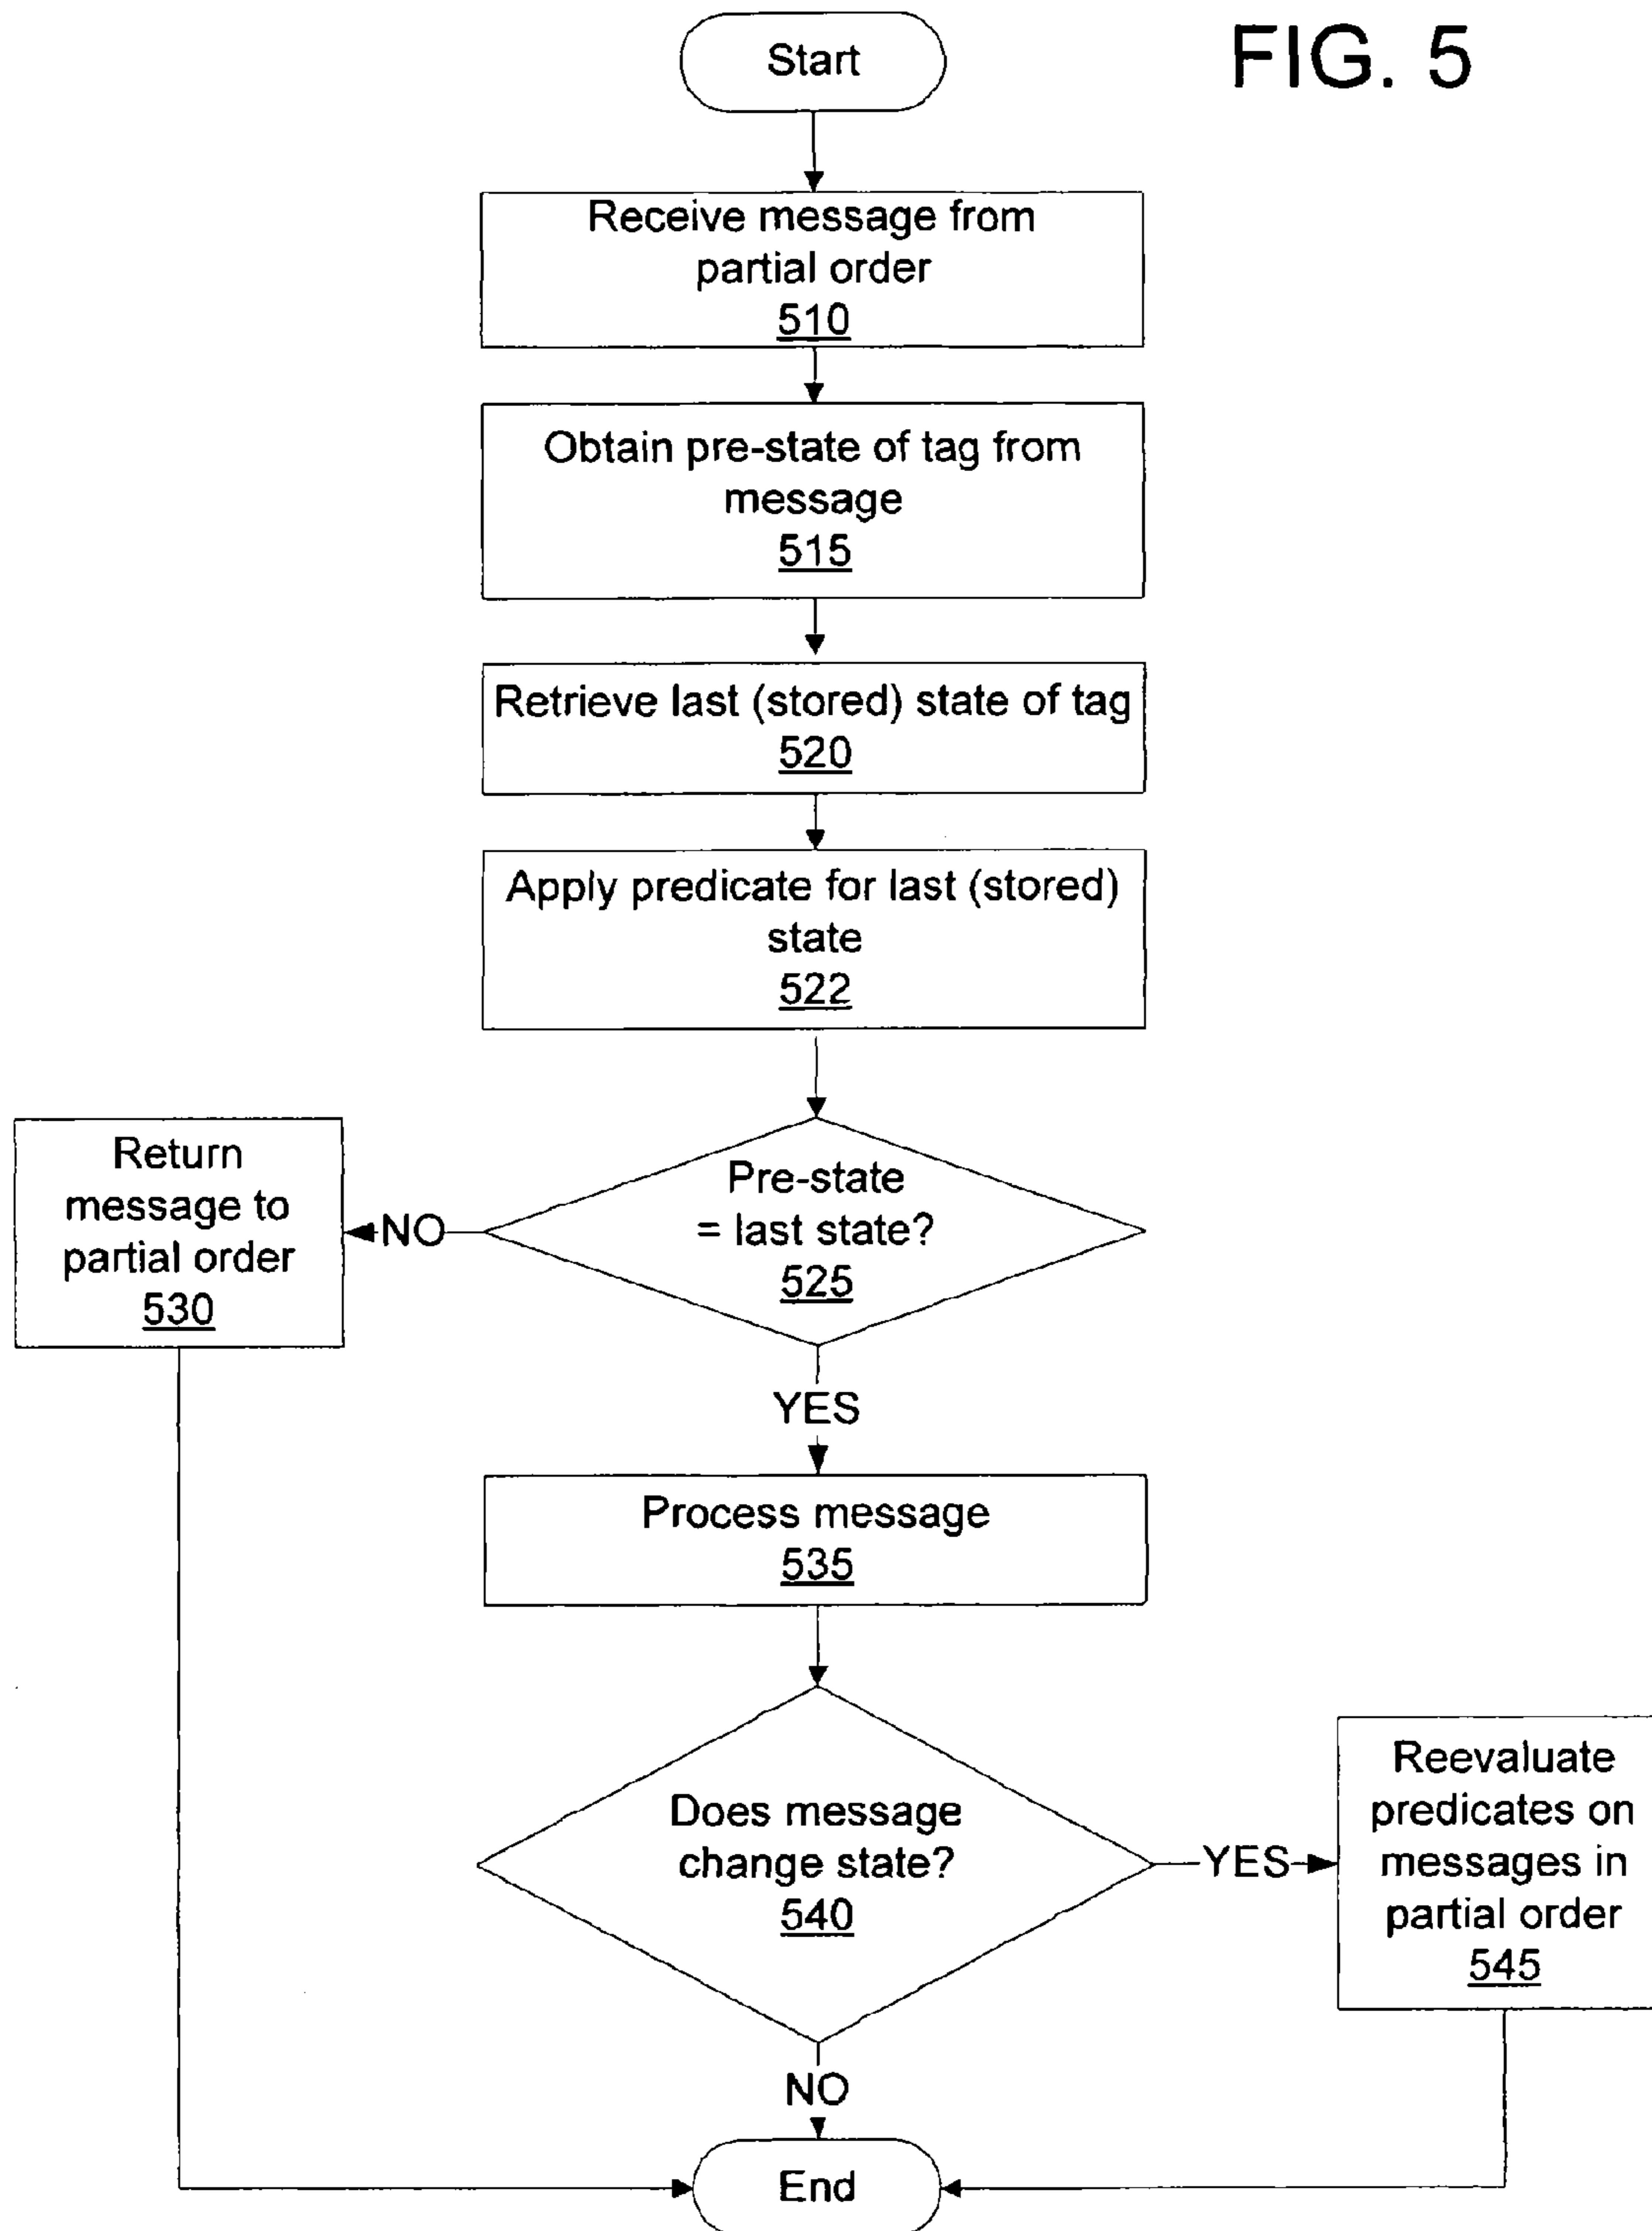 FIG. 5
Start
Receive message from
partial order
510
Obtain pre-state of tag from
message
515
Retrieve last (stored) state of tag
520
Apply predicate for last (stored)
state
522
Pre-state
= last state?
525
NO
Return
message to
partial order
530
YES
Process message
535
Does message
change state?
540
YES
Reevaluate
predicates on
messages in
partial order
545
NO
End